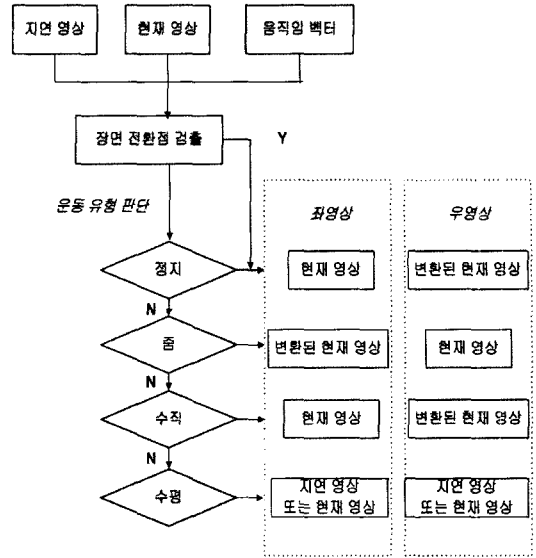 지연 영상
현재 영상
움직임 벡터
장면 전환점 검출
Y
운동 유형 판단
좌영상
우영상
정지
현재 영상
변환된 현재 영상
N
줌
변환된 현재 영상
현재 영상
N
수직
현재 영상
변환된 현재 영상
N
수평
지연 영상
또는 현재 영상
지연 영상
또는 현재 영상